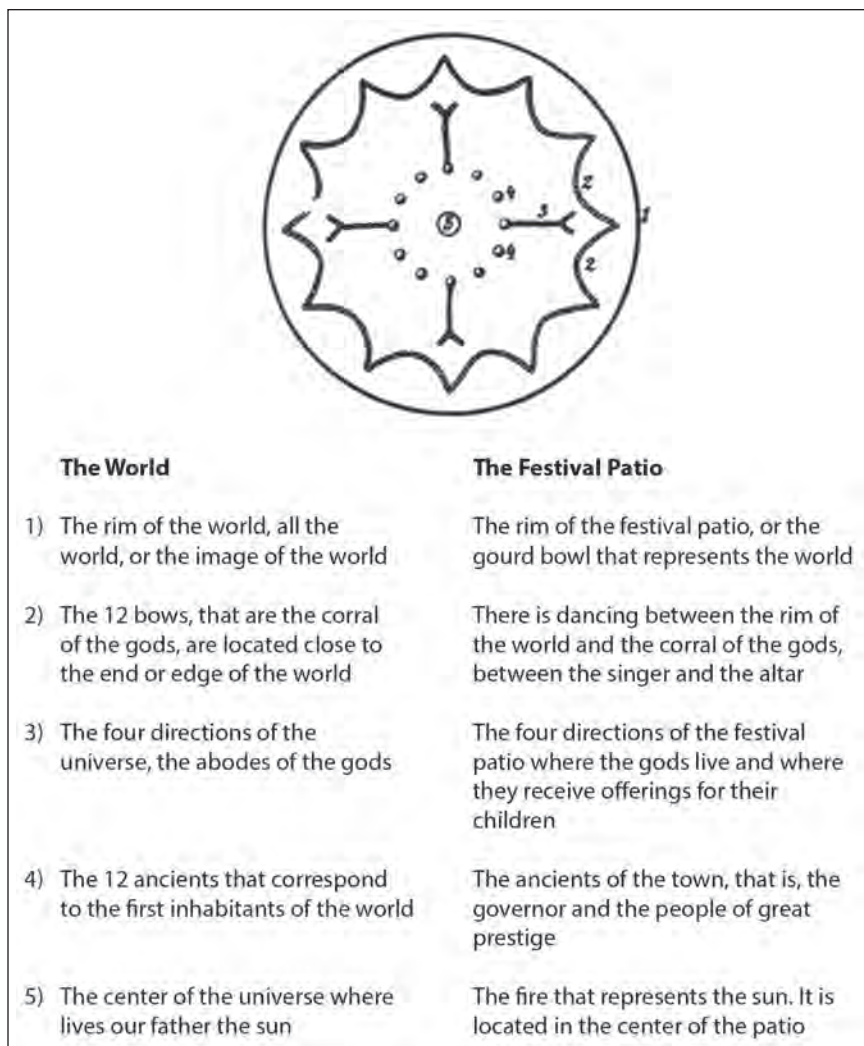 2
4
3
1
5
4
2
The World
The Festival Patio
1) The rim of the world, all the
world, or the image of the world
The rim of the festival patio, or the
gourd bowl that represents the world
2) The 12 bows, that are the corral
of the gods, are located close to
the end or edge of the world
There is dancing between the rim of
the world and the corral of the gods,
between the singer and the altar
3) The four directions of the
universe, the abodes of the gods
The four directions of the festival
patio where the gods live and where
they receive offerings for their
children
4) The 12 ancients that correspond
to the first inhabitants of the world
The ancients of the town, that is, the
governor and the people of great
prestige
5) The center of the universe where
lives our father the sun
The fire that represents the sun. It is
located in the center of the patio